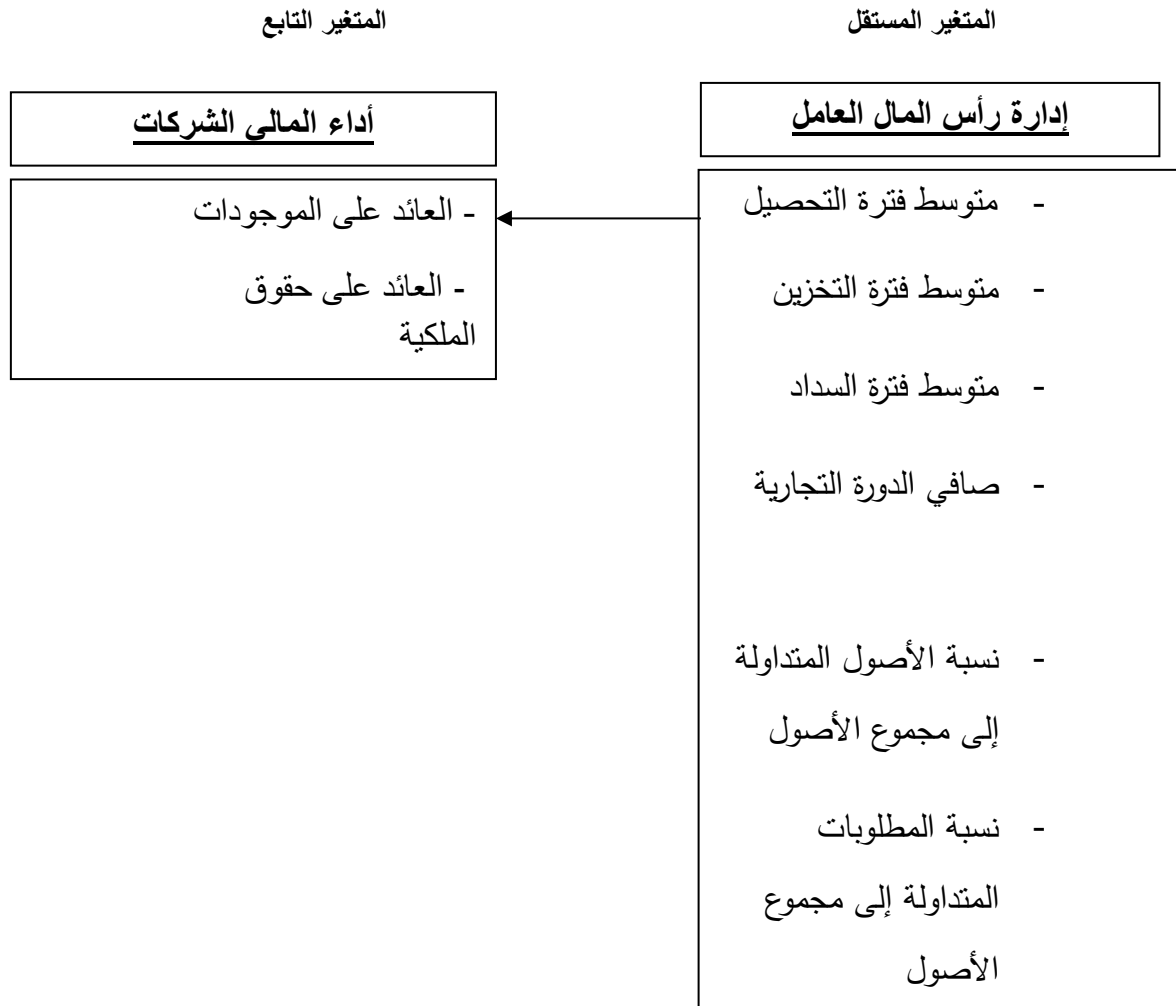 المتغير المستقل
المتغير التابع
إدارة رأس المال العامل
أداء المالي الشركات
- متوسط فترة التحصيل
- متوسط فترة التخزين
- متوسط فترة السداد
- صافي الدورة التجارية
- نسبة الأصول المتداولة
إلى مجموع الأصول
- نسبة المطلوبات
المتداولة إلى مجموع
الأصول
- العائد على الموجودات
- العائد على حقوق
الملكية